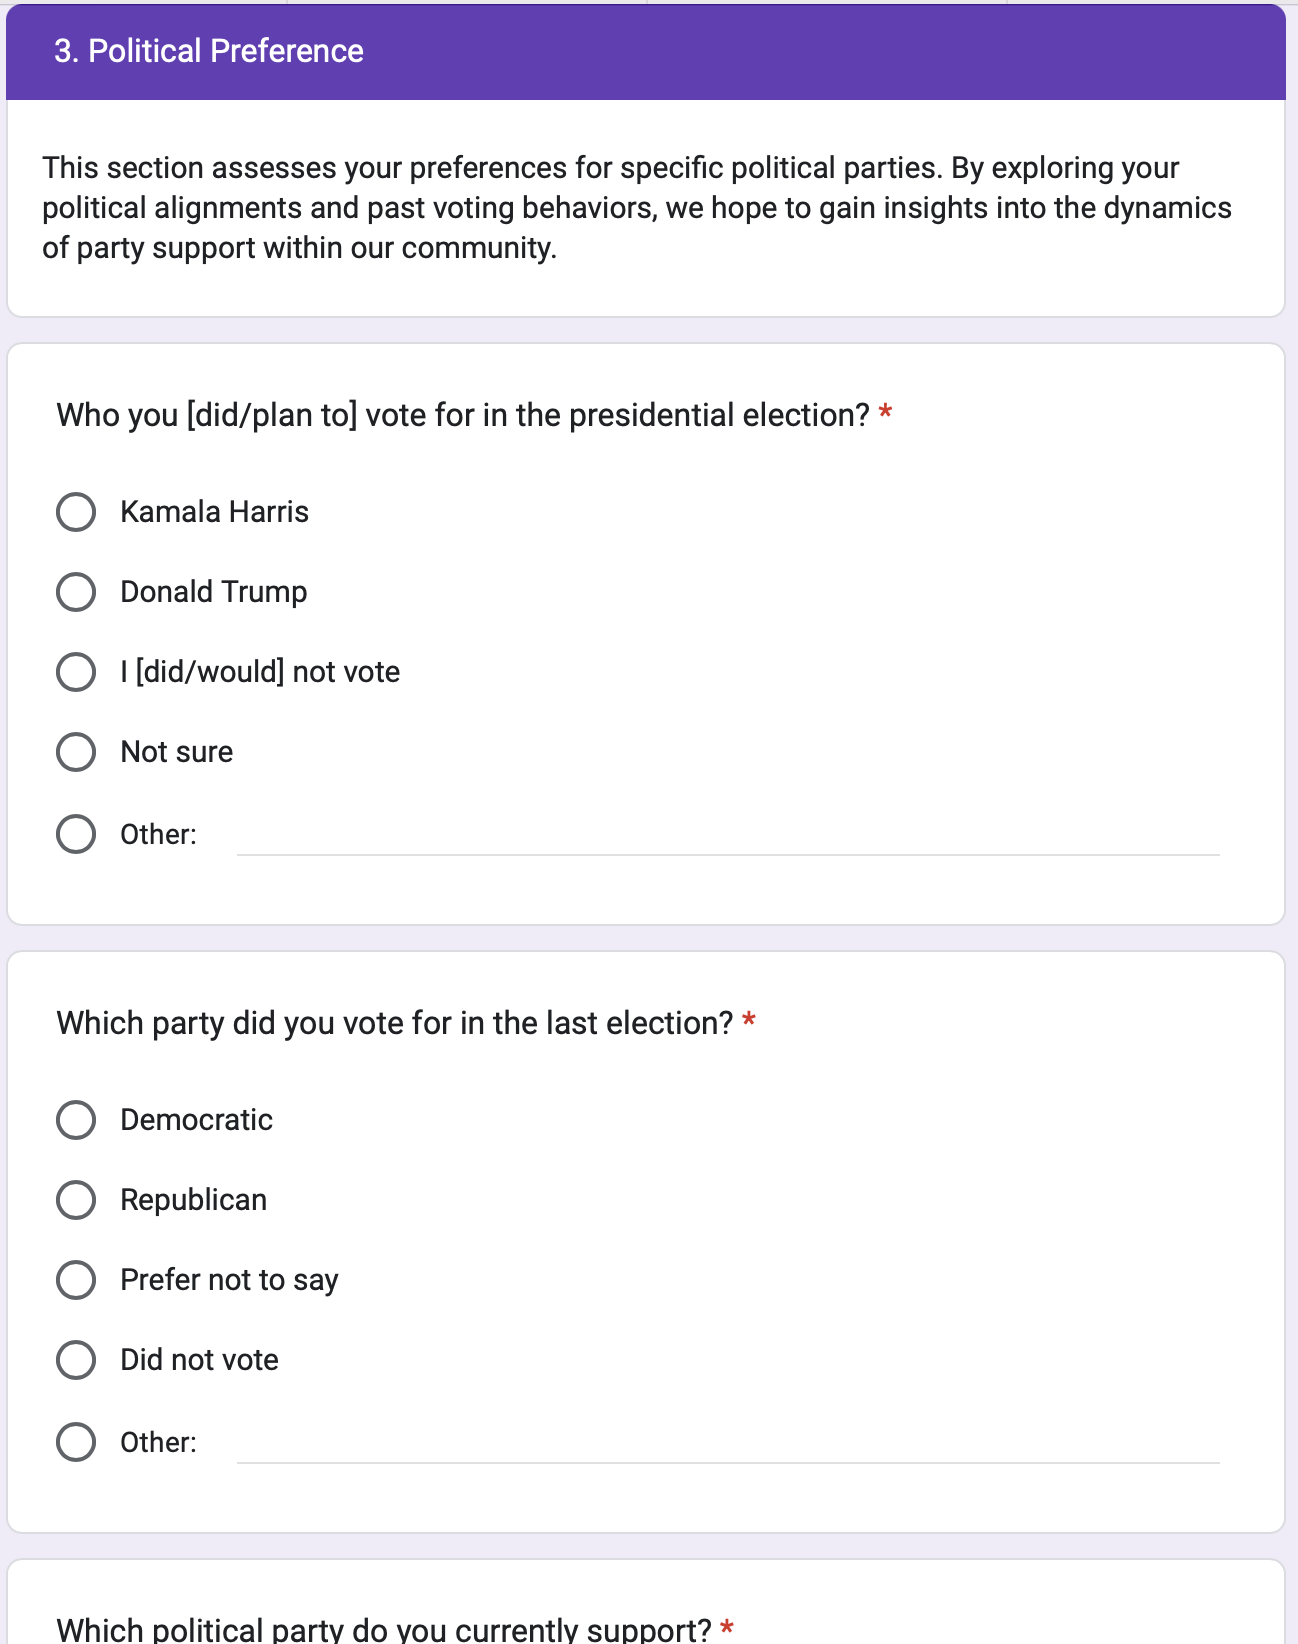 3. Political Preference
This section assesses your preferences for specific political parties. By exploring your
political alignments and past voting behaviors, we hope to gain insights into the dynamics
of party support within our community.
Who you [did/plan to] vote for in the presidential election? *
Kamala Harris
Donald Trump
I [did/would] not vote
Not sure
Other:
Which party did you vote for in the last election? *
Democratic
Republican
Prefer not to say
Did not vote
Other:
Which political party do you currently support? *